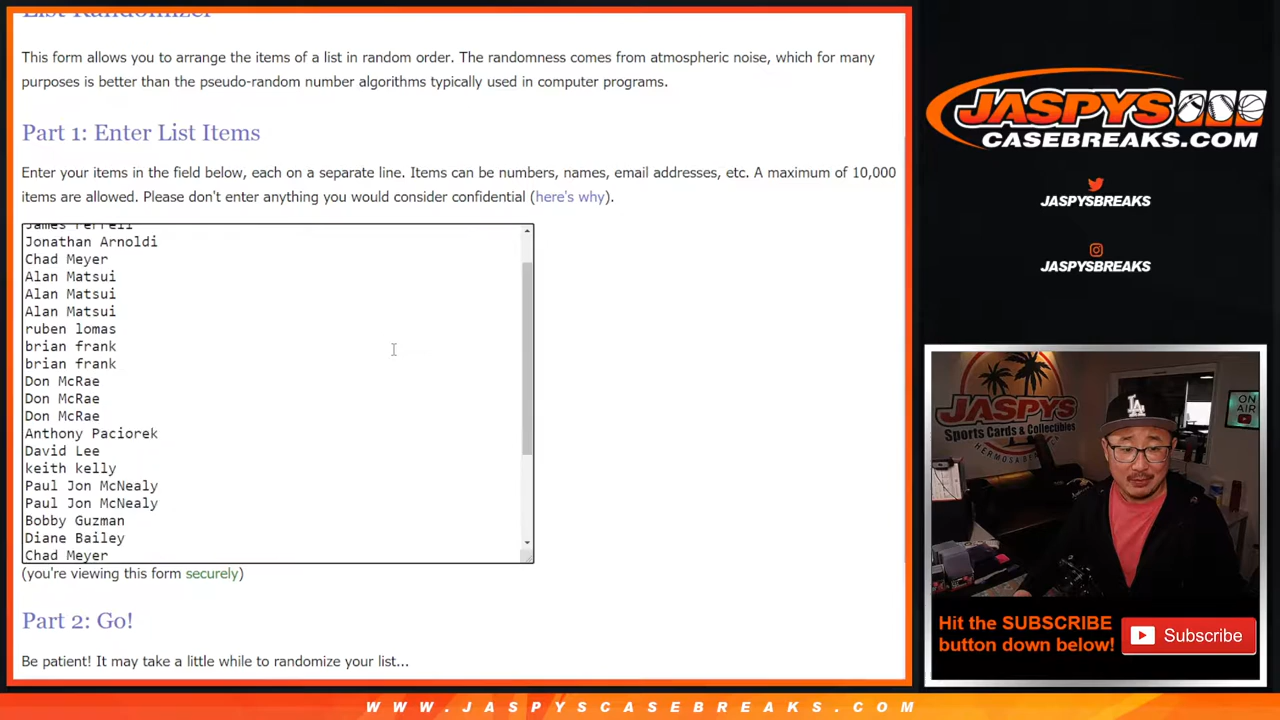 List Randomizer
This form allows you to arrange the items of a list in random order. The randomness comes from atmospheric noise, which for many
purposes is better than the pseudo-random number algorithms typically used in computer programs.
Part 1: Enter List Items
Enter your items in the field below, each on a separate line. Items can be numbers, names, email addresses, etc. A maximum of 10,000
items are allowed. Please don't enter anything you would consider confidential (here's why).
James Ferrell
Jonathan Arnoldi
Chad Meyer
Alan Matsui
Alan Matsui
Alan Matsui
ruben lomas
brian frank
brian frank
Don McRae
Don McRae
Don McRae
Anthony Paciorek
David Lee
keith kelly
Paul Jon McNealy
Paul Jon McNealy
Bobby Guzman
Diane Bailey
Chad Meyer
(you're viewing this form securely)
Part 2: Go!
Be patient! It may take a little while to randomize your list...
JASPYS
CASEBREAKS.COM
JASPYSBREAKS
JASPYSBREAKS
JASPYS
Sports Cards & Collectibles
HERMOSA BEACH
LA
ON
AIR
Hit the SUBSCRIBE
button down below!
Subscribe
WWW.JASPYSCASEBREAKS.COM